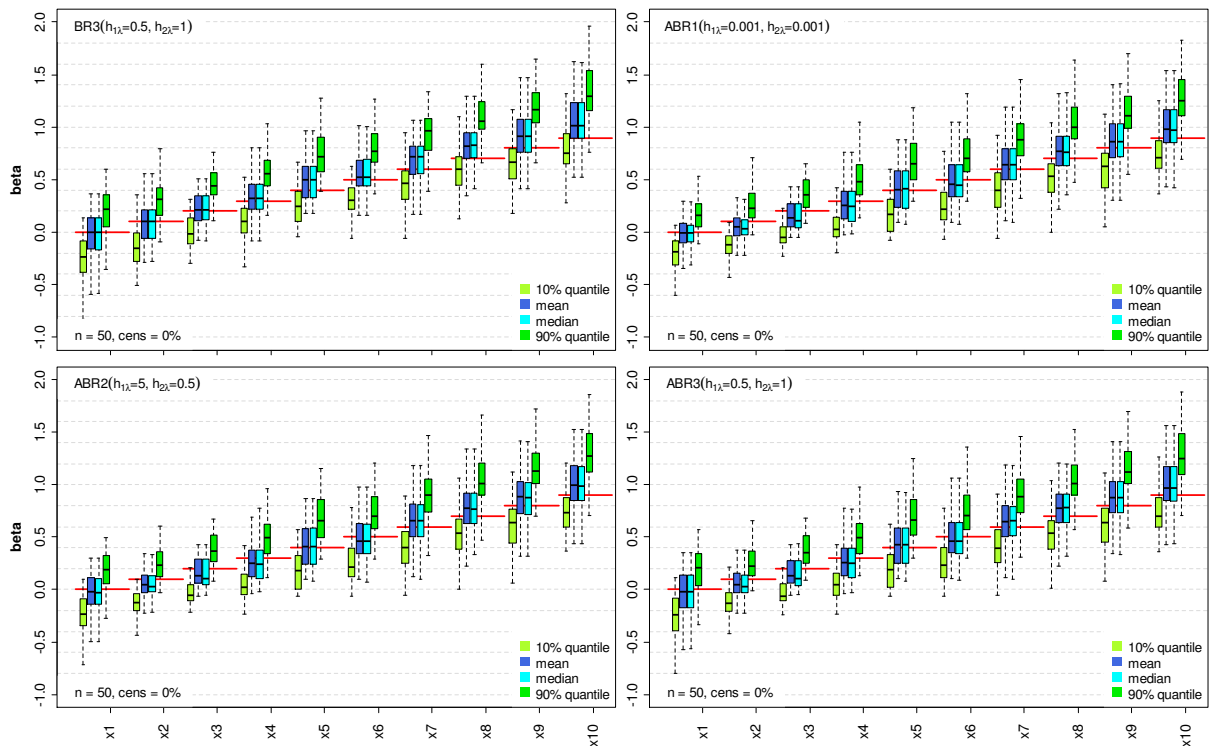 BR3(h1λ=0.5, h2λ=1)
beta
2.0
1.5
1.0
0.5
0.0
-0.5
-1.0
10% quantile
mean
median
90% quantile
n = 50, cens = 0%
ABR1(h1λ=0.001, h2λ=0.001)
2.0
1.5
1.0
0.5
0.0
-0.5
-1.0
10% quantile
mean
median
90% quantile
n = 50, cens = 0%
ABR2(h1λ=5, h2λ=0.5)
beta
2.0
1.5
1.0
0.5
0.0
-0.5
-1.0
10% quantile
mean
median
90% quantile
n = 50, cens = 0%
x1 x2 x3 x4 x5 x6 x7 x8 x9 x10
ABR3(h1λ=0.5, h2λ=1)
2.0
1.5
1.0
0.5
0.0
-0.5
-1.0
10% quantile
mean
median
90% quantile
n = 50, cens = 0%
x1 x2 x3 x4 x5 x6 x7 x8 x9 x10